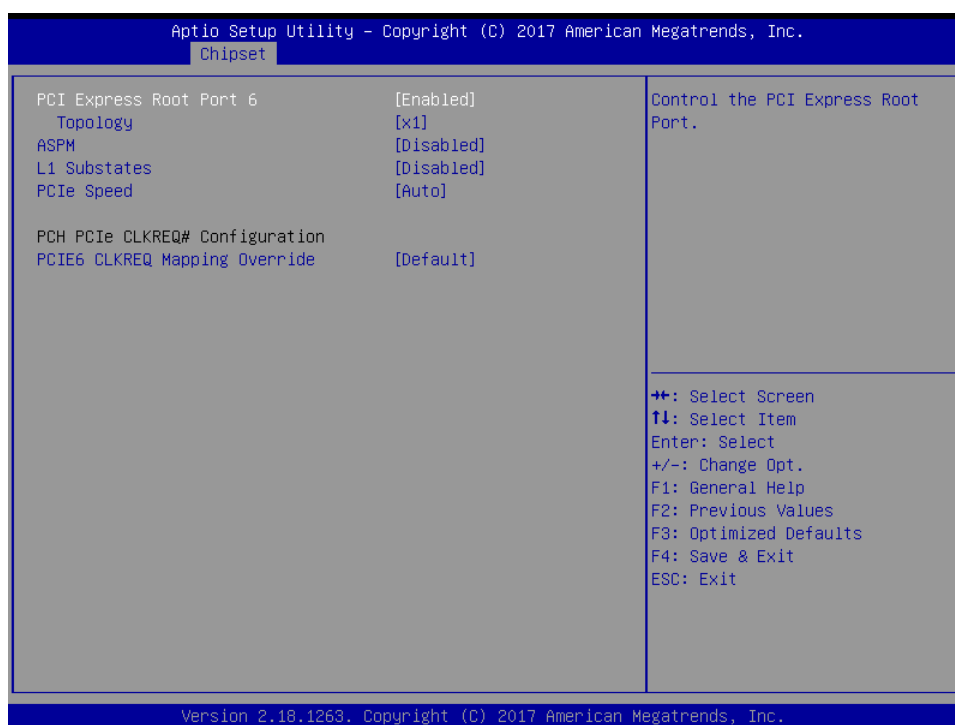 Aptio Setup Utility – Copyright (C) 2017 American Megatrends, Inc.
Chipset
PCI Express Root Port 6 [Enabled]
Topology [x1]
ASPM [Disabled]
L1 Substates [Disabled]
PCIe Speed [Auto]
PCH PCIe CLKREQ# Configuration
PCIE6 CLKREQ Mapping Override [Default]
Control the PCI Express Root
Port.
→←: Select Screen
↑↓: Select Item
Enter: Select
+/-: Change Opt.
F1: General Help
F2: Previous Values
F3: Optimized Defaults
F4: Save & Exit
ESC: Exit
Version 2.18.1263. Copyright (C) 2017 American Megatrends, Inc.